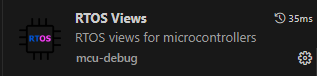 RTOS
RTOS Views
35ms
RTOS views for microcontrollers
mcu-debug